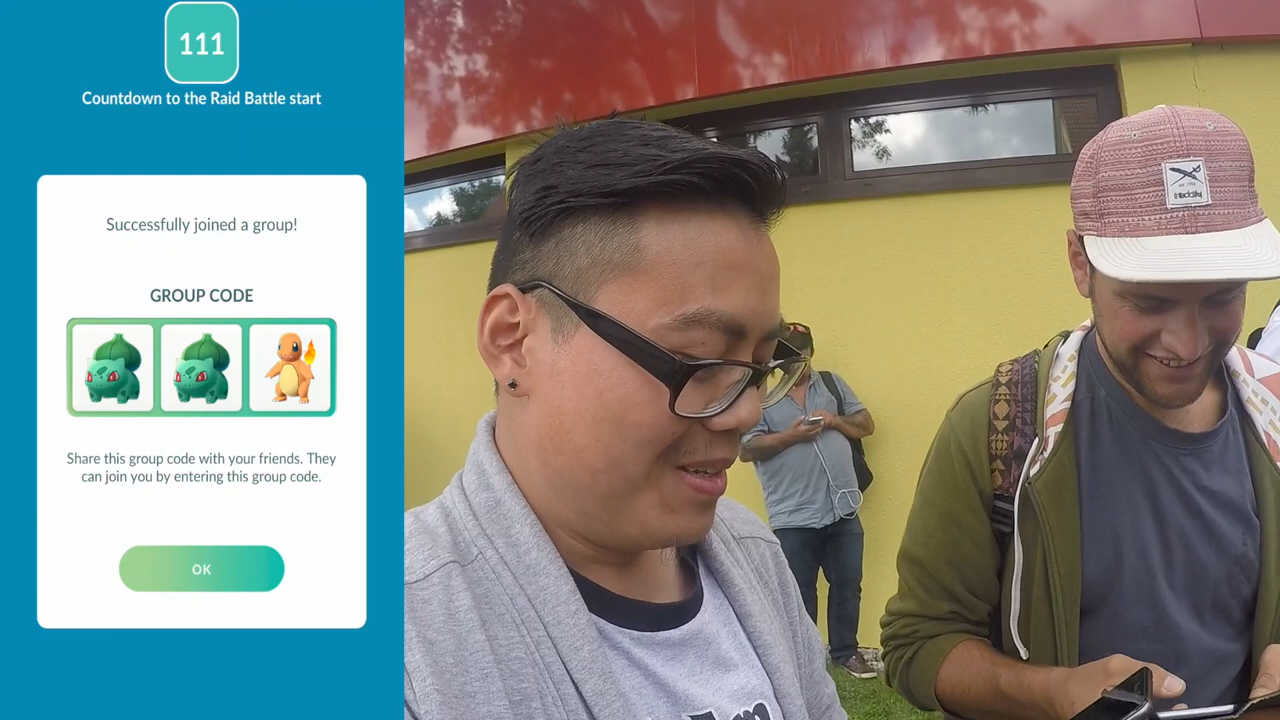 111
Countdown to the Raid Battle start
Successfully joined a group!
GROUP CODE
Share this group code with your friends. They
can join you by entering this group code.
OK